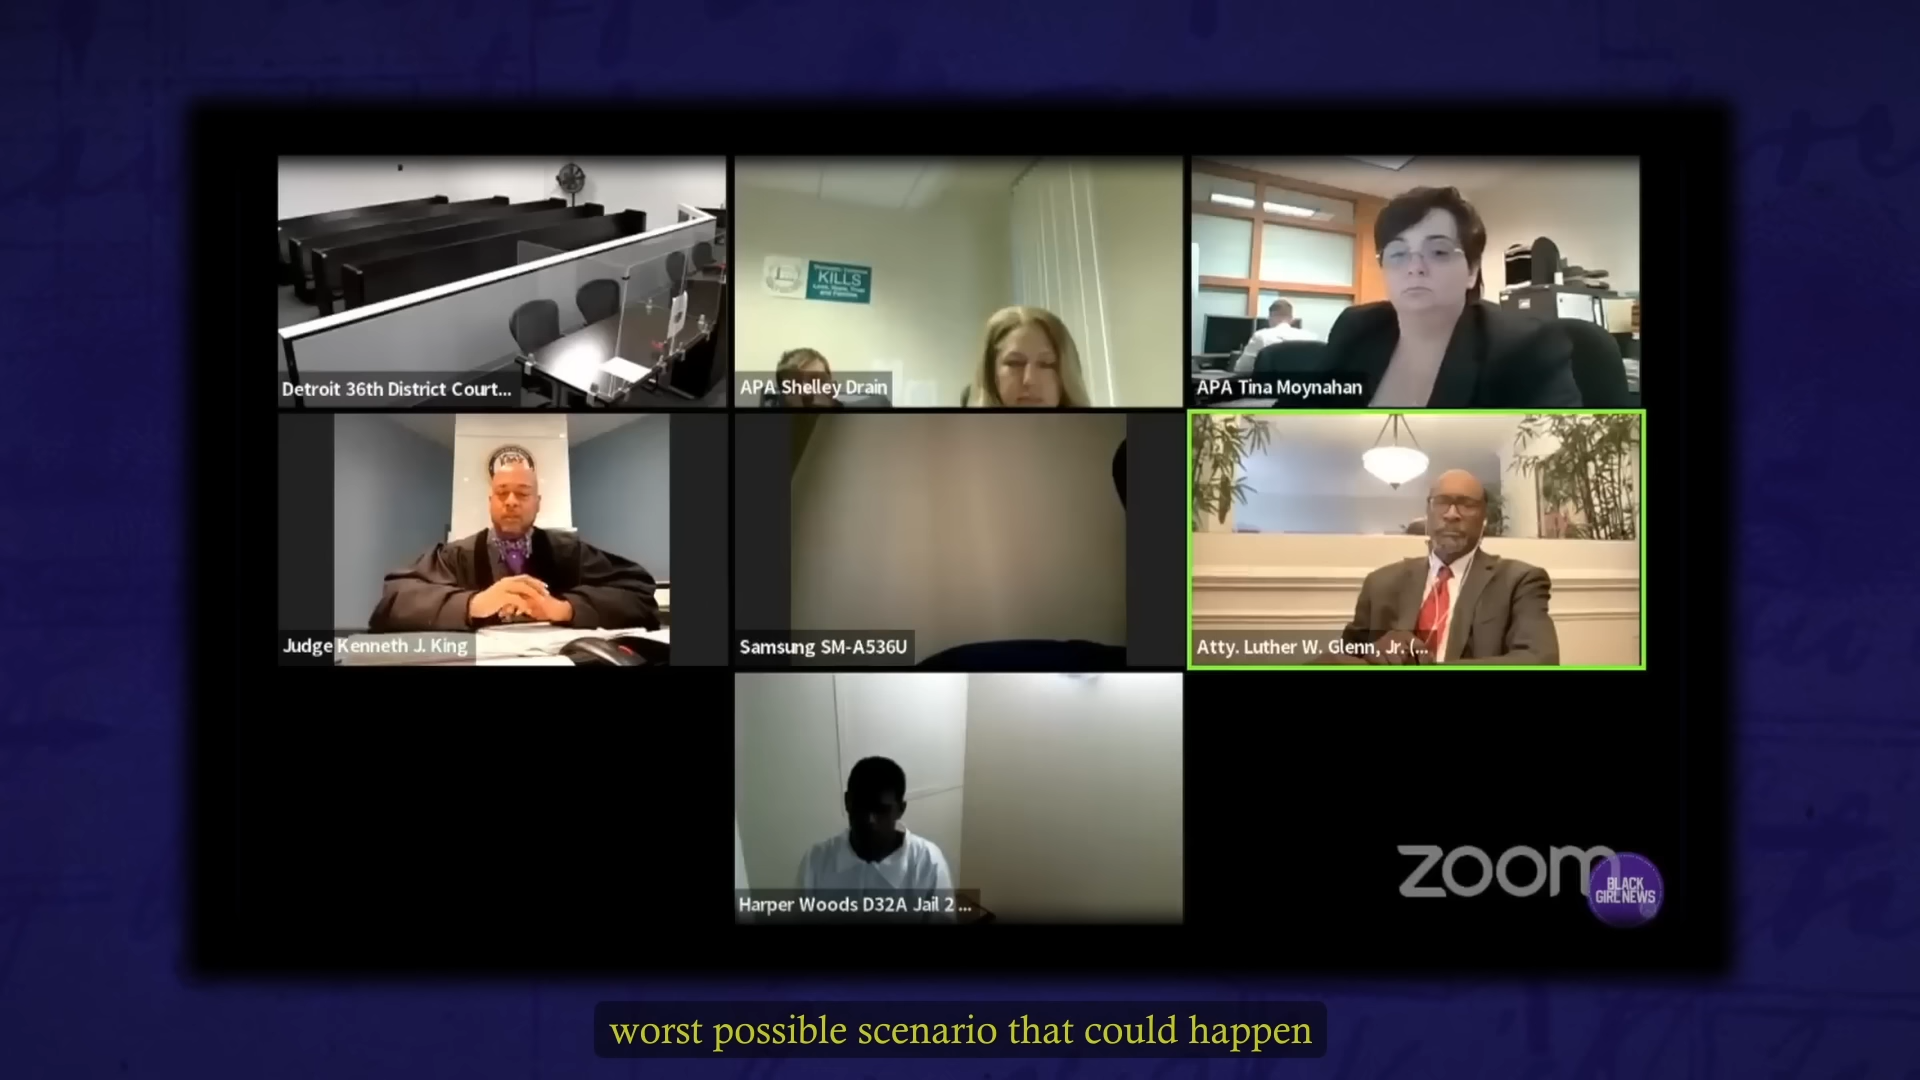 KILLS
Detroit 36th District Court...
APA Shelley Drain
APA Tina Moynahan
Judge Kenneth J. King
Samsung SM-A536U
Atty. Luther W. Glenn, Jr. (...
Harper Woods D32A Jail 2 ...
zoom
BLACK
GIRL NEWS
worst possible scenario that could happen